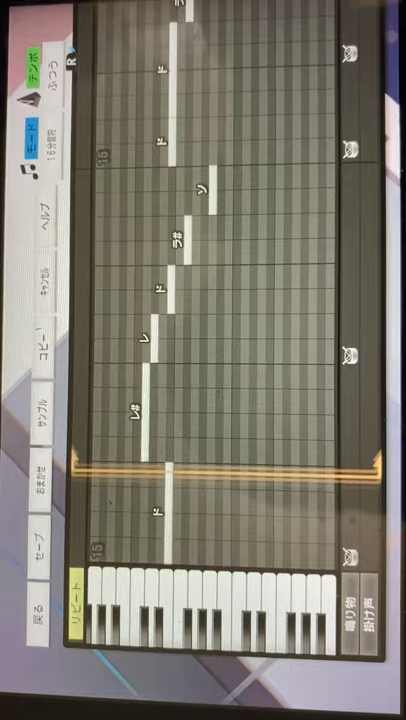 戻る セーブ おまかせ サンプル コピー キャンセル ヘルプ モード テンポ
16分音符 ふつう
リピート R
15 16
ド レ# レ ド ラ# ソ ド ド
鳴り物
掛け声